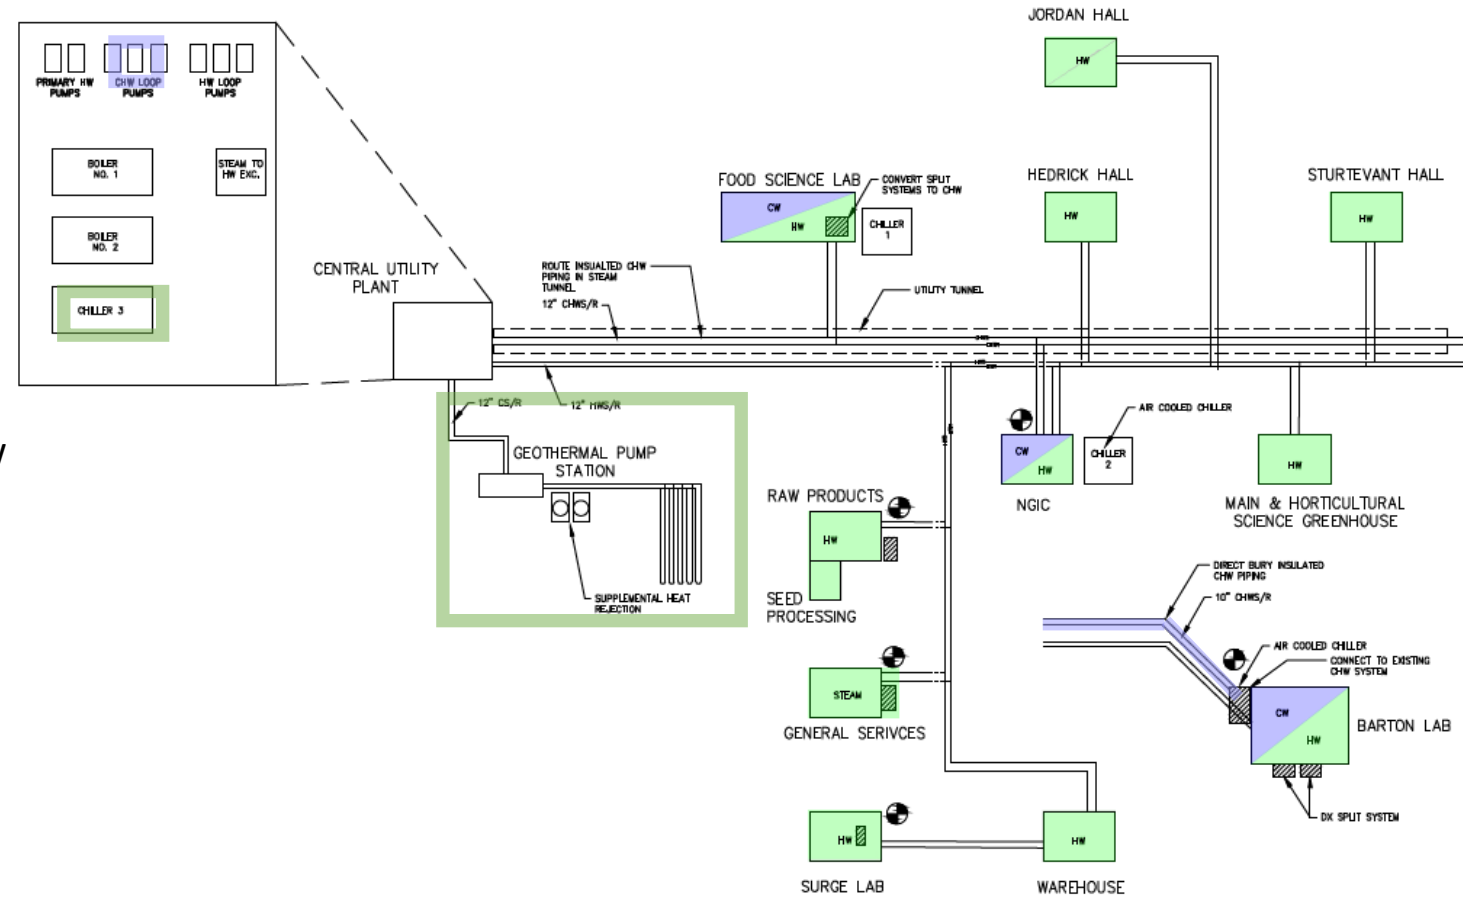 JORDAN HALL
HW
PRIMARY HW
PUMPS
CHW LOOP
PUMPS
HW LOOP
PUMPS
BOILER
NO. 1
STEAM TO
HW EXC.
BOILER
NO. 2
CHILLER 3
CENTRAL UTILITY
PLANT
FOOD SCIENCE LAB
CW
HW
CONVERT SPLIT
SYSTEMS TO CHW
CHILLER
1
HEDRICK HALL
HW
STURTEVANT HALL
HW
ROUTE INSUALTED CHW
PIPING IN STEAM
TUNNEL
12" CHWS/R
UTILITY TUNNEL
12" CS/R
12" HWS/R
GEOTHERMAL PUMP
STATION
SUPPLEMENTAL HEAT
REJECTION
AIR COOLED CHILLER
CW
HW
CHILLER
2
NGIC
HW
MAIN & HORTICULTURAL
SCIENCE GREENHOUSE
RAW PRODUCTS
HW
SEED
PROCESSING
DIRECT BURY INSULATED
CHW PIPING
10" CHWS/R
AIR COOLED CHILLER
CONNECT TO EXISTING
CHW SYSTEM
STEAM
GENERAL SERIVCES
CW
HW
BARTON LAB
DX SPLIT SYSTEM
HW
SURGE LAB
HW
WAREHOUSE